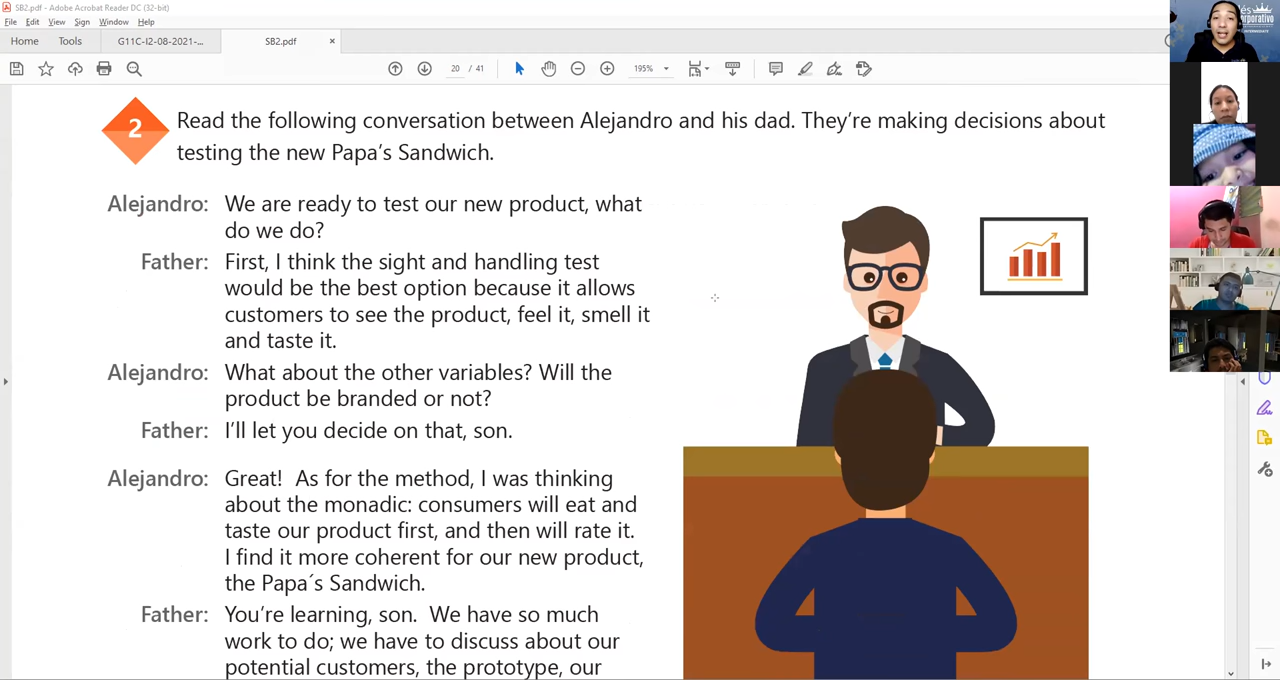 SB2.pdf - Adobe Acrobat Reader DC (32-bit)
File Edit View Sign Window Help
Home Tools G11C-I2-08-2021-... SB2.pdf ×
20 / 41 195%
2 Read the following conversation between Alejandro and his dad. They're making decisions about
testing the new Papa's Sandwich.
Alejandro: We are ready to test our new product, what
do we do?
Father: First, I think the sight and handling test
would be the best option because it allows
customers to see the product, feel it, smell it
and taste it.
Alejandro: What about the other variables? Will the
product be branded or not?
Father: I'll let you decide on that, son.
Alejandro: Great! As for the method, I was thinking
about the monadic: consumers will eat and
taste our product first, and then will rate it.
I find it more coherent for our new product,
the Papa´s Sandwich.
Father: You're learning, son. We have so much
work to do; we have to discuss about our
potential customers, the prototype, our